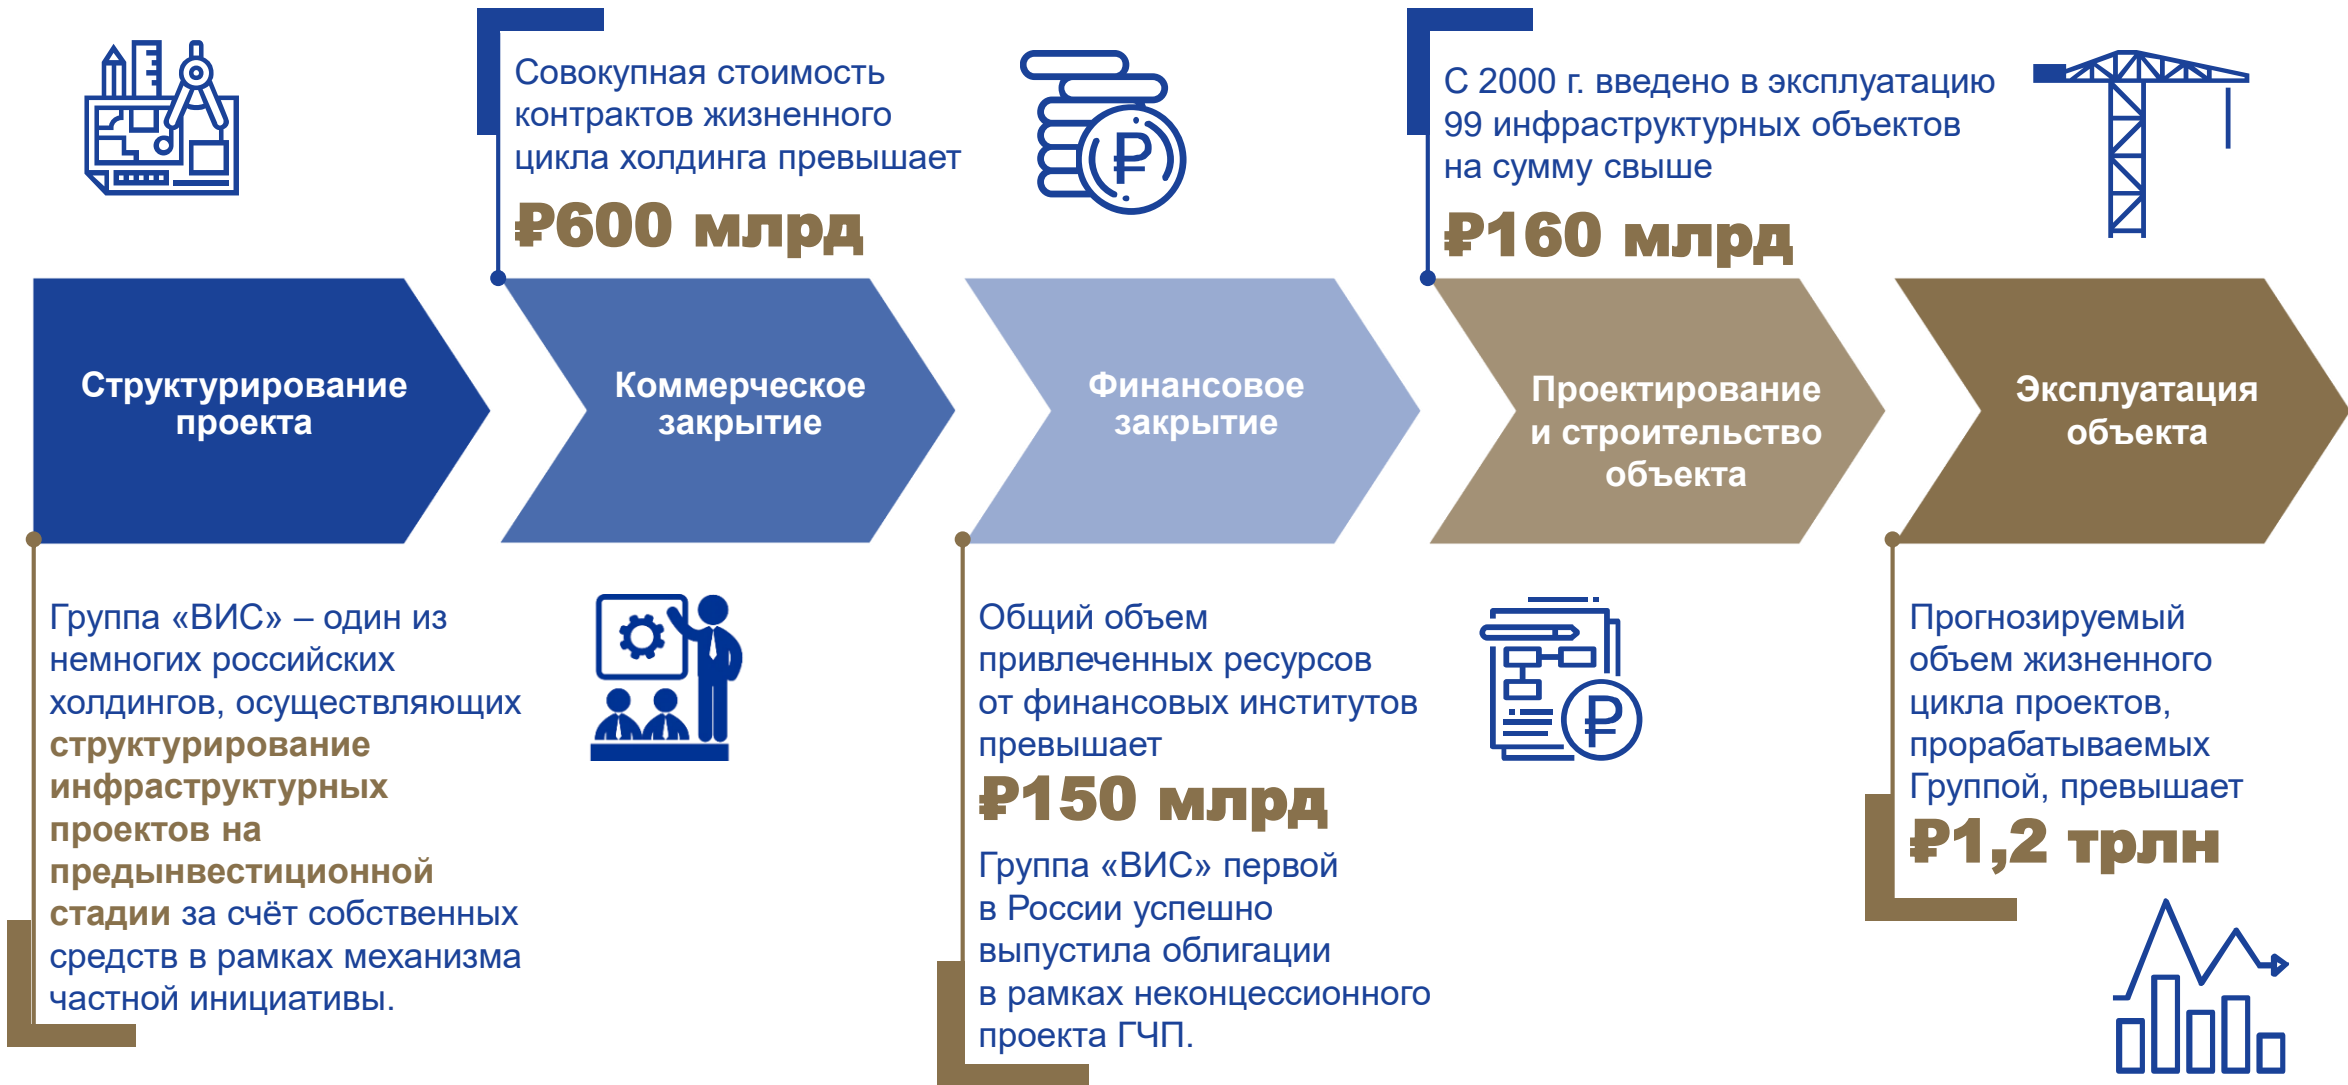 Совокупная стоимость
контрактов жизненного
цикла холдинга превышает
₽600 млрд
₽
С 2000 г. введено в эксплуатацию
99 инфраструктурных объектов
на сумму свыше
₽160 млрд
Структурирование
проекта
Коммерческое
закрытие
Финансовое
закрытие
Проектирование
и строительство
объекта
Эксплуатация
объекта
Группа «ВИС» – один из
немногих российских
холдингов, осуществляющих
структурирование
инфраструктурных
проектов на
предынвестиционной
стадии за счёт собственных
средств в рамках механизма
частной инициативы.
Общий объем
привлеченных ресурсов
от финансовых институтов
превышает
₽150 млрд
Группа «ВИС» первой
в России успешно
выпустила облигации
в рамках неконцессионного
проекта ГЧП.
₽
Прогнозируемый
объем жизненного
цикла проектов,
прорабатываемых
Группой, превышает
₽1,2 трлн